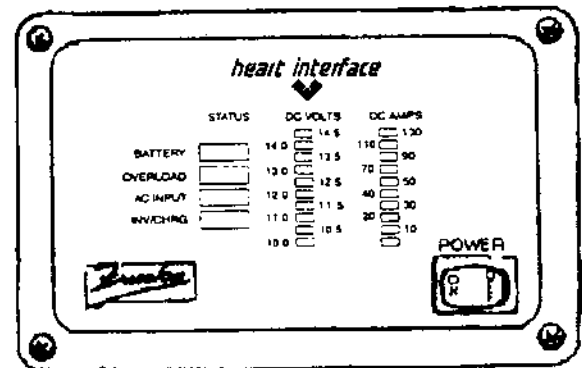 heart interface
STATUS DC VOLTS DC AMPS
14.5 130
14.0 110
BATTERY 13.5 90
13.0 70
OVERLOAD 12.5 50
12.0 40
AC INPUT 11.5 30
11.0 20
INV/CHRG 10.5 10
10.0
POWER